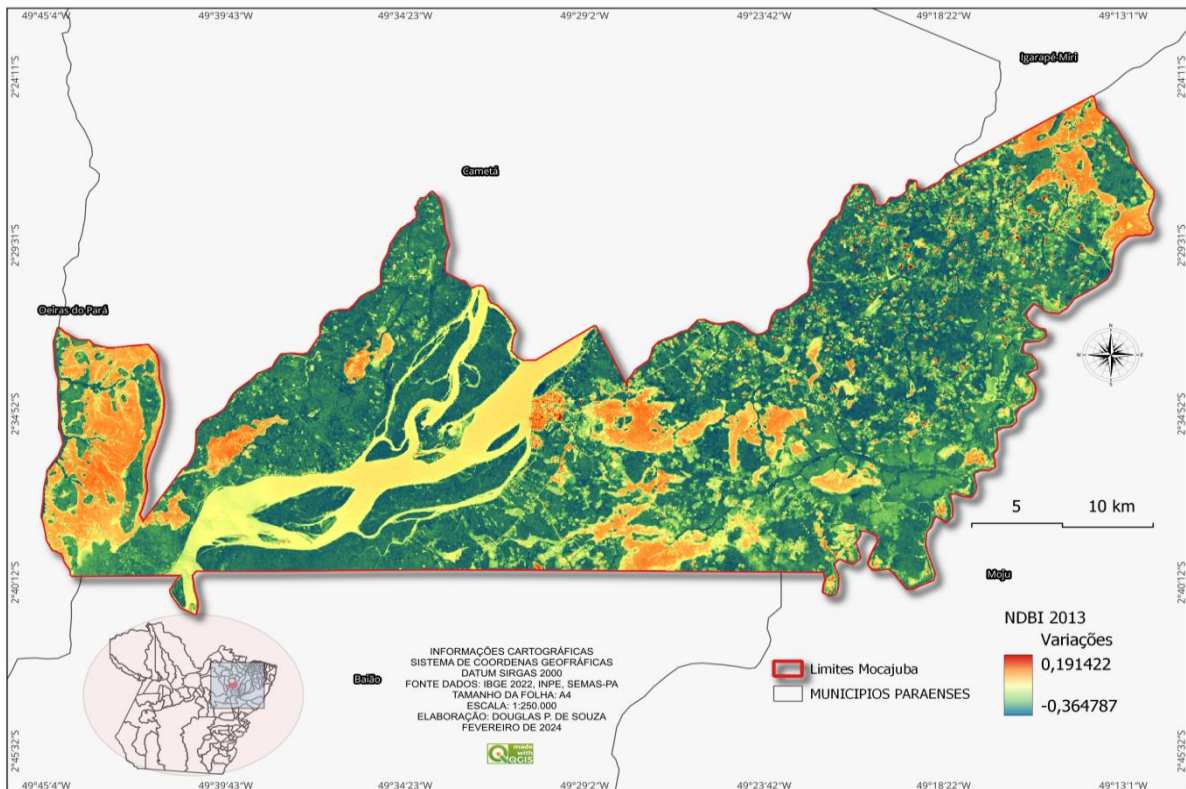 49°45'4"W 49°39'43"W 49°34'23"W 49°29'2"W 49°23'42"W 49°18'22"W 49°13'1"W
2°24'11"S
2°24'11"S
Igarapé-Miri
Cametá
2°29'31"S
2°29'31"S
Oeiras do Pará
N
W
E
S
2°34'52"S
2°34'52"S
5 10 km
2°40'12"S
2°40'12"S
Moju
NDBI 2013
Variações
0,191422
-0,364787
Limites Mocajuba
MUNICIPIOS PARAENSES
INFORMAÇÕES CARTOGRÁFICAS
SISTEMA DE COORDENAS GEOFRÁFICAS
DATUM SIRGAS 2000
FONTE DADOS: IBGE 2022, INPE, SEMAS-PA
TAMANHO DA FOLHA: A4
ESCALA: 1:250.000
ELABORAÇÃO: DOUGLAS P. DE SOUZA
FEVEREIRO DE 2024
Baião
made
with
QGIS
2°45'32"S
2°45'32"S
49°45'4"W 49°39'43"W 49°34'23"W 49°29'2"W 49°23'42"W 49°18'22"W 49°13'1"W